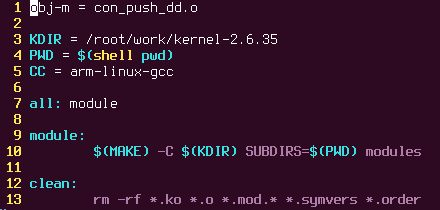 1 obj-m = con_push_dd.o
2
3 KDIR = /root/work/kernel-2.6.35
4 PWD = $(shell pwd)
5 CC = arm-linux-gcc
6
7 all: module
8
9 module:
10         $(MAKE) -C $(KDIR) SUBDIRS=$(PWD) modules
11
12 clean:
13         rm -rf *.ko *.o *.mod.* *.symvers *.order